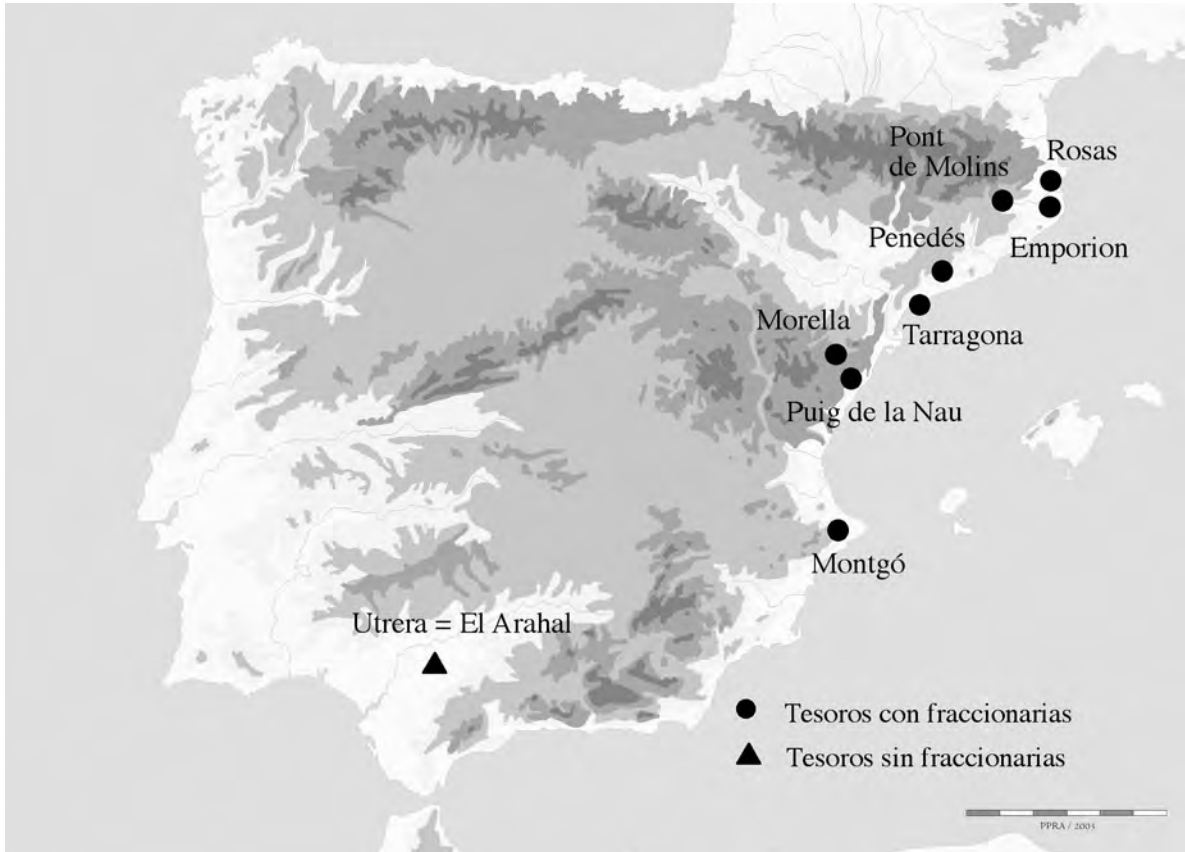 Pont
de Molins
Rosas
Penedés
Emporion
Morella
Tarragona
Puig de la Nau
Montgó
Utrera = El Arahal
Tesoros con fraccionarias
Tesoros sin fraccionarias
PPRA / 2003